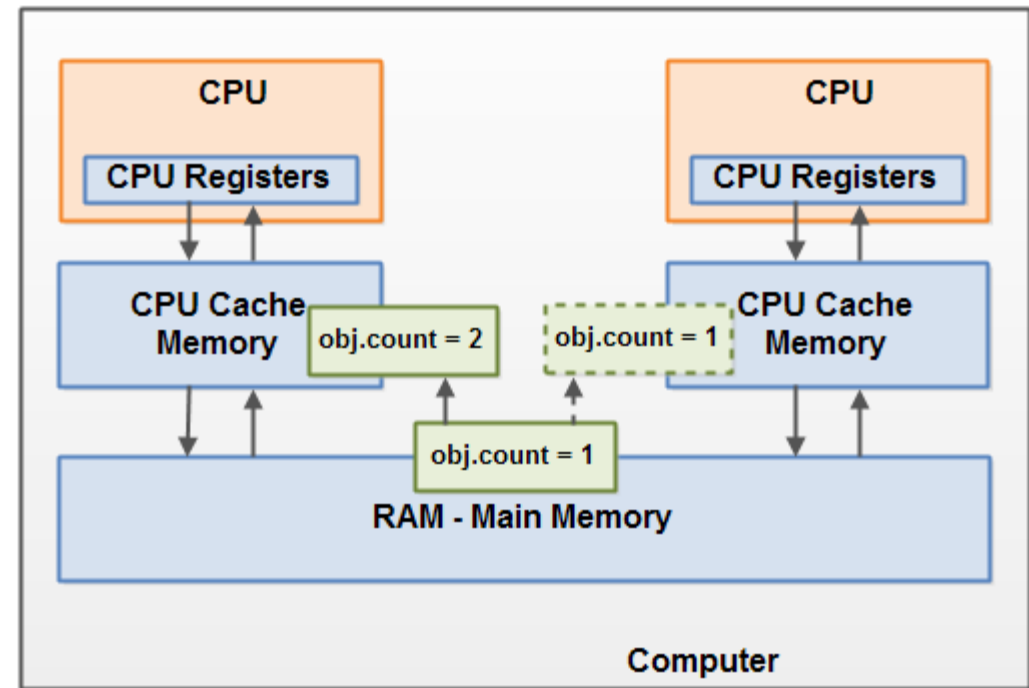 CPU
CPU Registers
CPU Cache
Memory
obj.count = 2
CPU
CPU Registers
CPU Cache
Memory
obj.count = 1
obj.count = 1
RAM - Main Memory
Computer